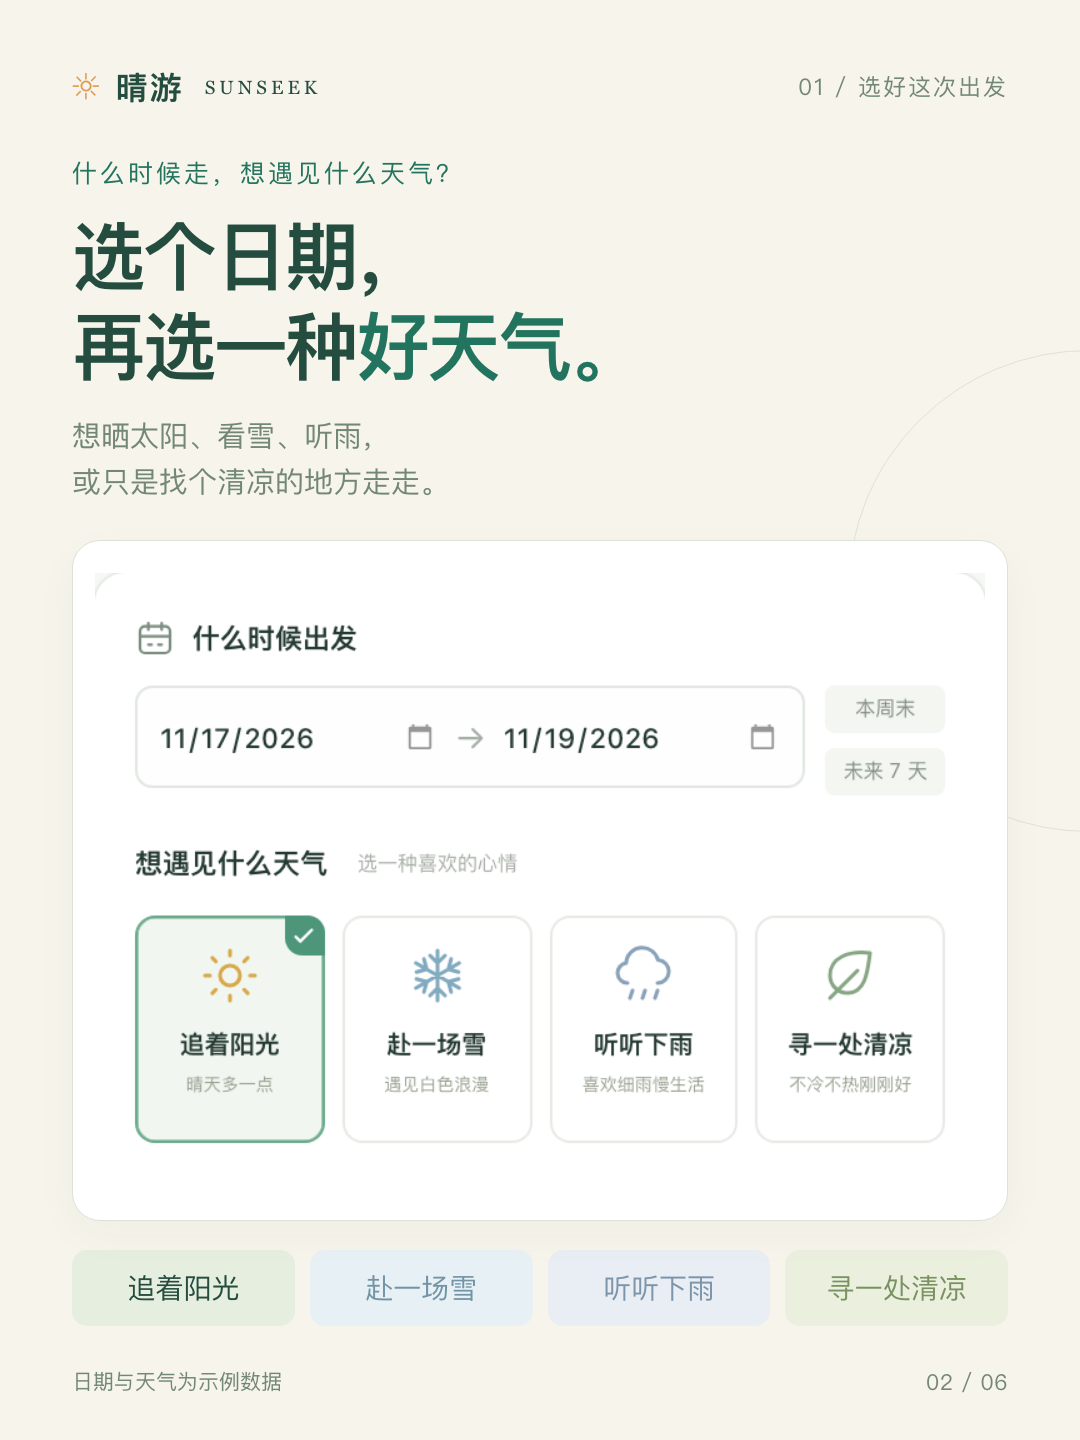 晴游 SUNSEEK
01 / 选好这次出发
什么时候走，想遇见什么天气？
选个日期，
再选一种好天气。
想晒太阳、看雪、听雨，
或只是找个清凉的地方走走。
什么时候出发
11/17/2026 → 11/19/2026
本周末
未来 7 天
想遇见什么天气 选一种喜欢的心情
追着阳光
晴天多一点
赴一场雪
遇见白色浪漫
听听下雨
喜欢细雨慢生活
寻一处清凉
不冷不热刚刚好
追着阳光
赴一场雪
听听下雨
寻一处清凉
日期与天气为示例数据
02 / 06